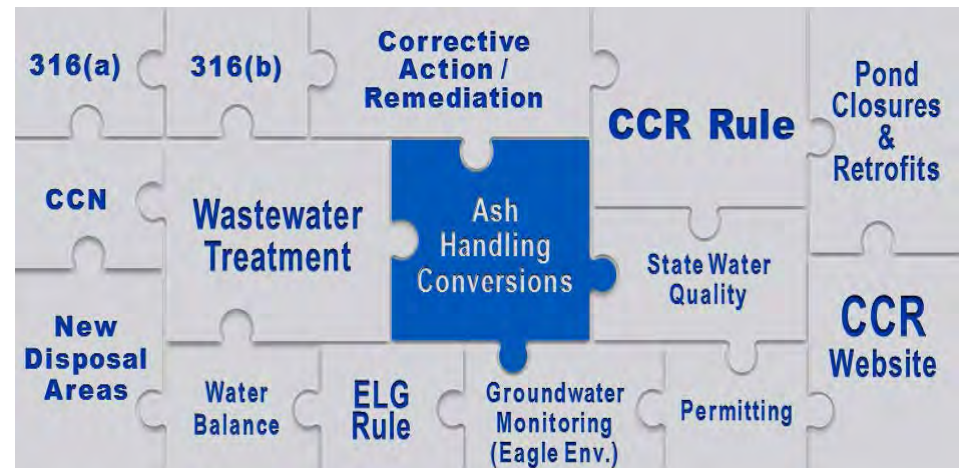 316(a)
316(b)
Corrective
Action /
Remediation
CCR Rule
Pond
Closures
&
Retrofits
CCN
Wastewater
Treatment
Ash
Handling
Conversions
State Water
Quality
New
Disposal
Areas
Water
Balance
ELG
Rule
Groundwater
Monitoring
(Eagle Env.)
Permitting
CCR
Website